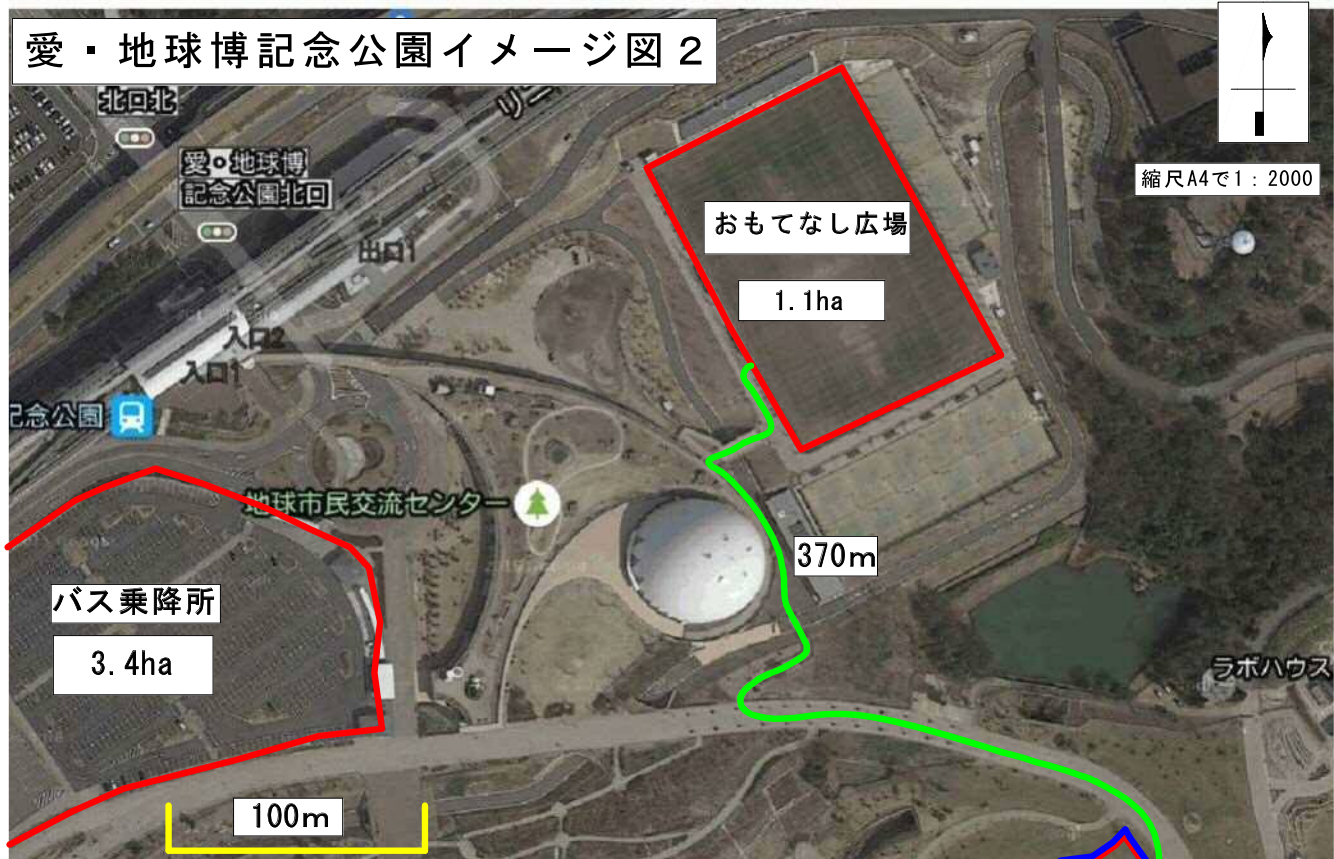 愛・地球博記念公園イメージ図２
北口北
リニ
愛・地球博
記念公園北口
縮尺A4で1：2000
おもてなし広場
出口1
1.1ha
入口2
入口1
記念公園
地球市民交流センター
370m
バス乗降所
3.4ha
ラボハウス
100m